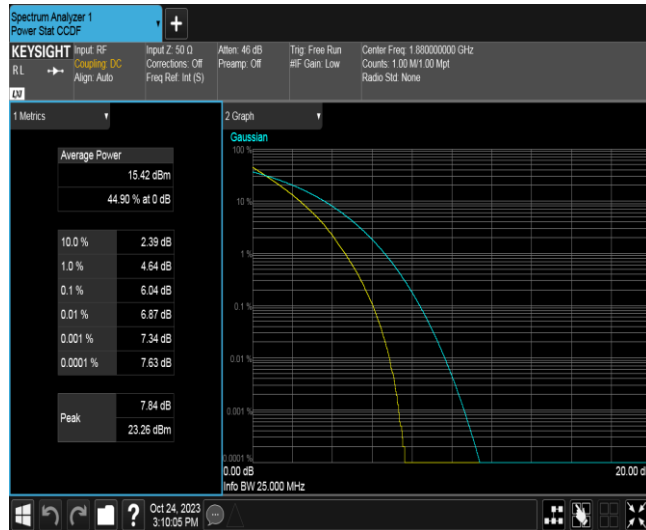 Spectrum Analyzer 1
Power Stat CCDF
+
KEYSIGHT
RL
LXI
Input: RF
Coupling: DC
Align: Auto
Input Z: 50 Ω
Corrections: Off
Freq Ref: Int (S)
Atten: 46 dB
Preamp: Off
Trig: Free Run
#IF Gain: Low
Center Freq: 1.880000000 GHz
Counts: 1.00 M/1.00 Mpt
Radio Std: None
1 Metrics
Average Power
15.42 dBm
44.90 % at 0 dB
10.0 % 2.39 dB
1.0 % 4.64 dB
0.1 % 6.04 dB
0.01 % 6.87 dB
0.001 % 7.34 dB
0.0001 % 7.63 dB
Peak
7.84 dB
23.26 dBm
2 Graph
Gaussian
100 %
10 %
1 %
0.1 %
0.01 %
0.001 %
0.0001 %
0.00 dB
20.00 d
Info BW 25.000 MHz
?
Oct 24, 2023
3:10:05 PM